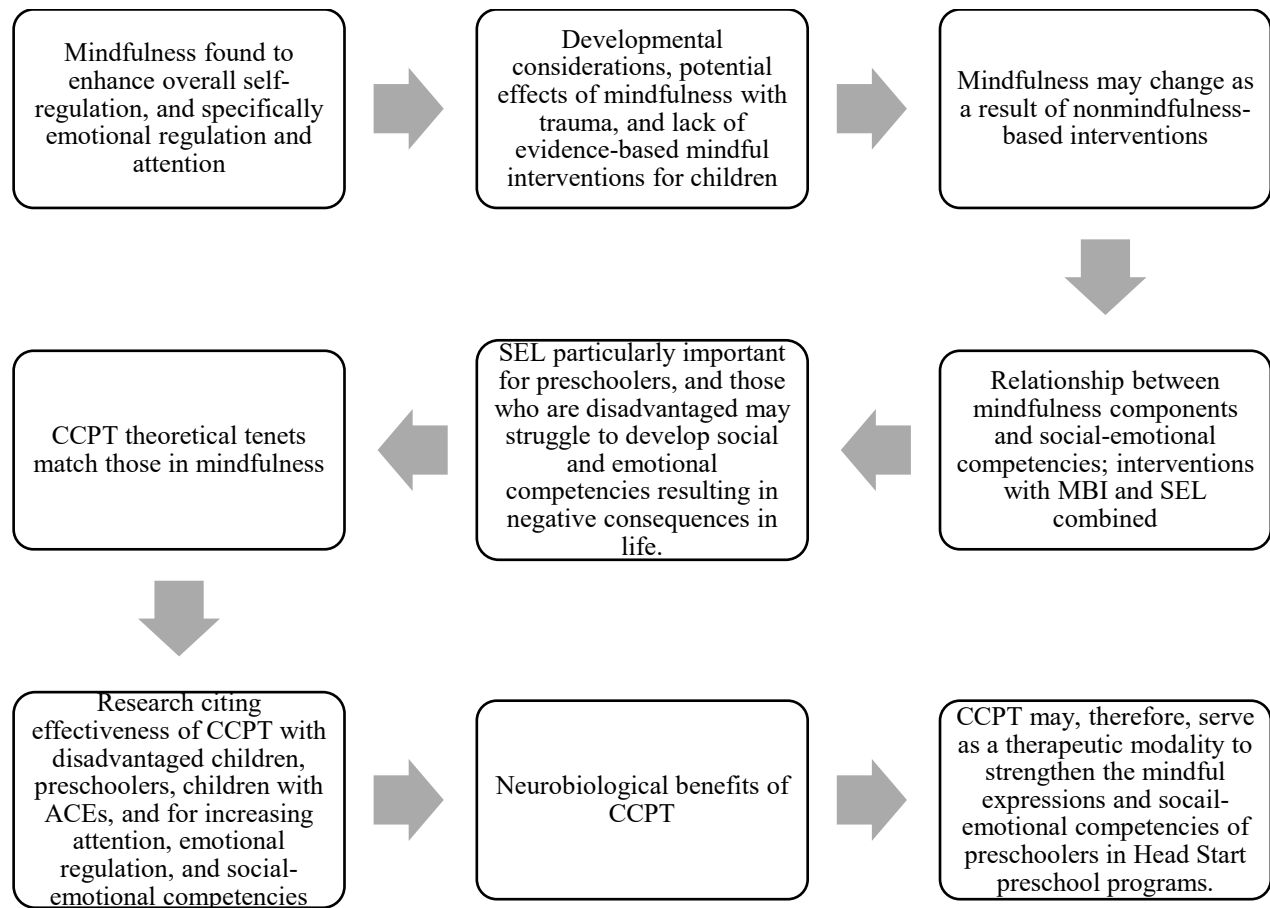 Mindfulness found to
enhance overall self-
regulation, and specifically
emotional regulation and
attention
Developmental
considerations, potential
effects of mindfulness with
trauma, and lack of
evidence-based mindful
interventions for children
Mindfulness may change as
a result of nonmindfulness-
based interventions
Relationship between
mindfulness components
and social-emotional
competencies; interventions
with MBI and SEL
combined
SEL particularly important
for preschoolers, and those
who are disadvantaged may
struggle to develop social
and emotional
competencies resulting in
negative consequences in
life.
CCPT theoretical tenets
match those in mindfulness
Research citing
effectiveness of CCPT with
disadvantaged children,
preschoolers, children with
ACEs, and for increasing
attention, emotional
regulation, and social-
emotional competencies
Neurobiological benefits of
CCPT
CCPT may, therefore, serve
as a therapeutic modality to
strengthen the mindful
expressions and socail-
emotional competencies of
preschoolers in Head Start
preschool programs.